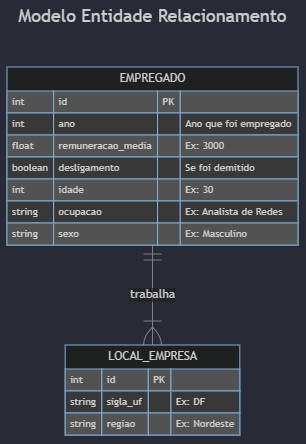 Modelo Entidade Relacionamento
EMPREGADO
int id PK
int ano Ano que foi empregado
float remuneracao_media Ex: 3000
boolean desligamento Se foi demitido
int idade Ex: 30
string ocupacao Ex: Analista de Redes
string sexo Ex: Masculino
trabalha
LOCAL_EMPRESA
int id PK
string sigla_uf Ex: DF
string regiao Ex: Nordeste